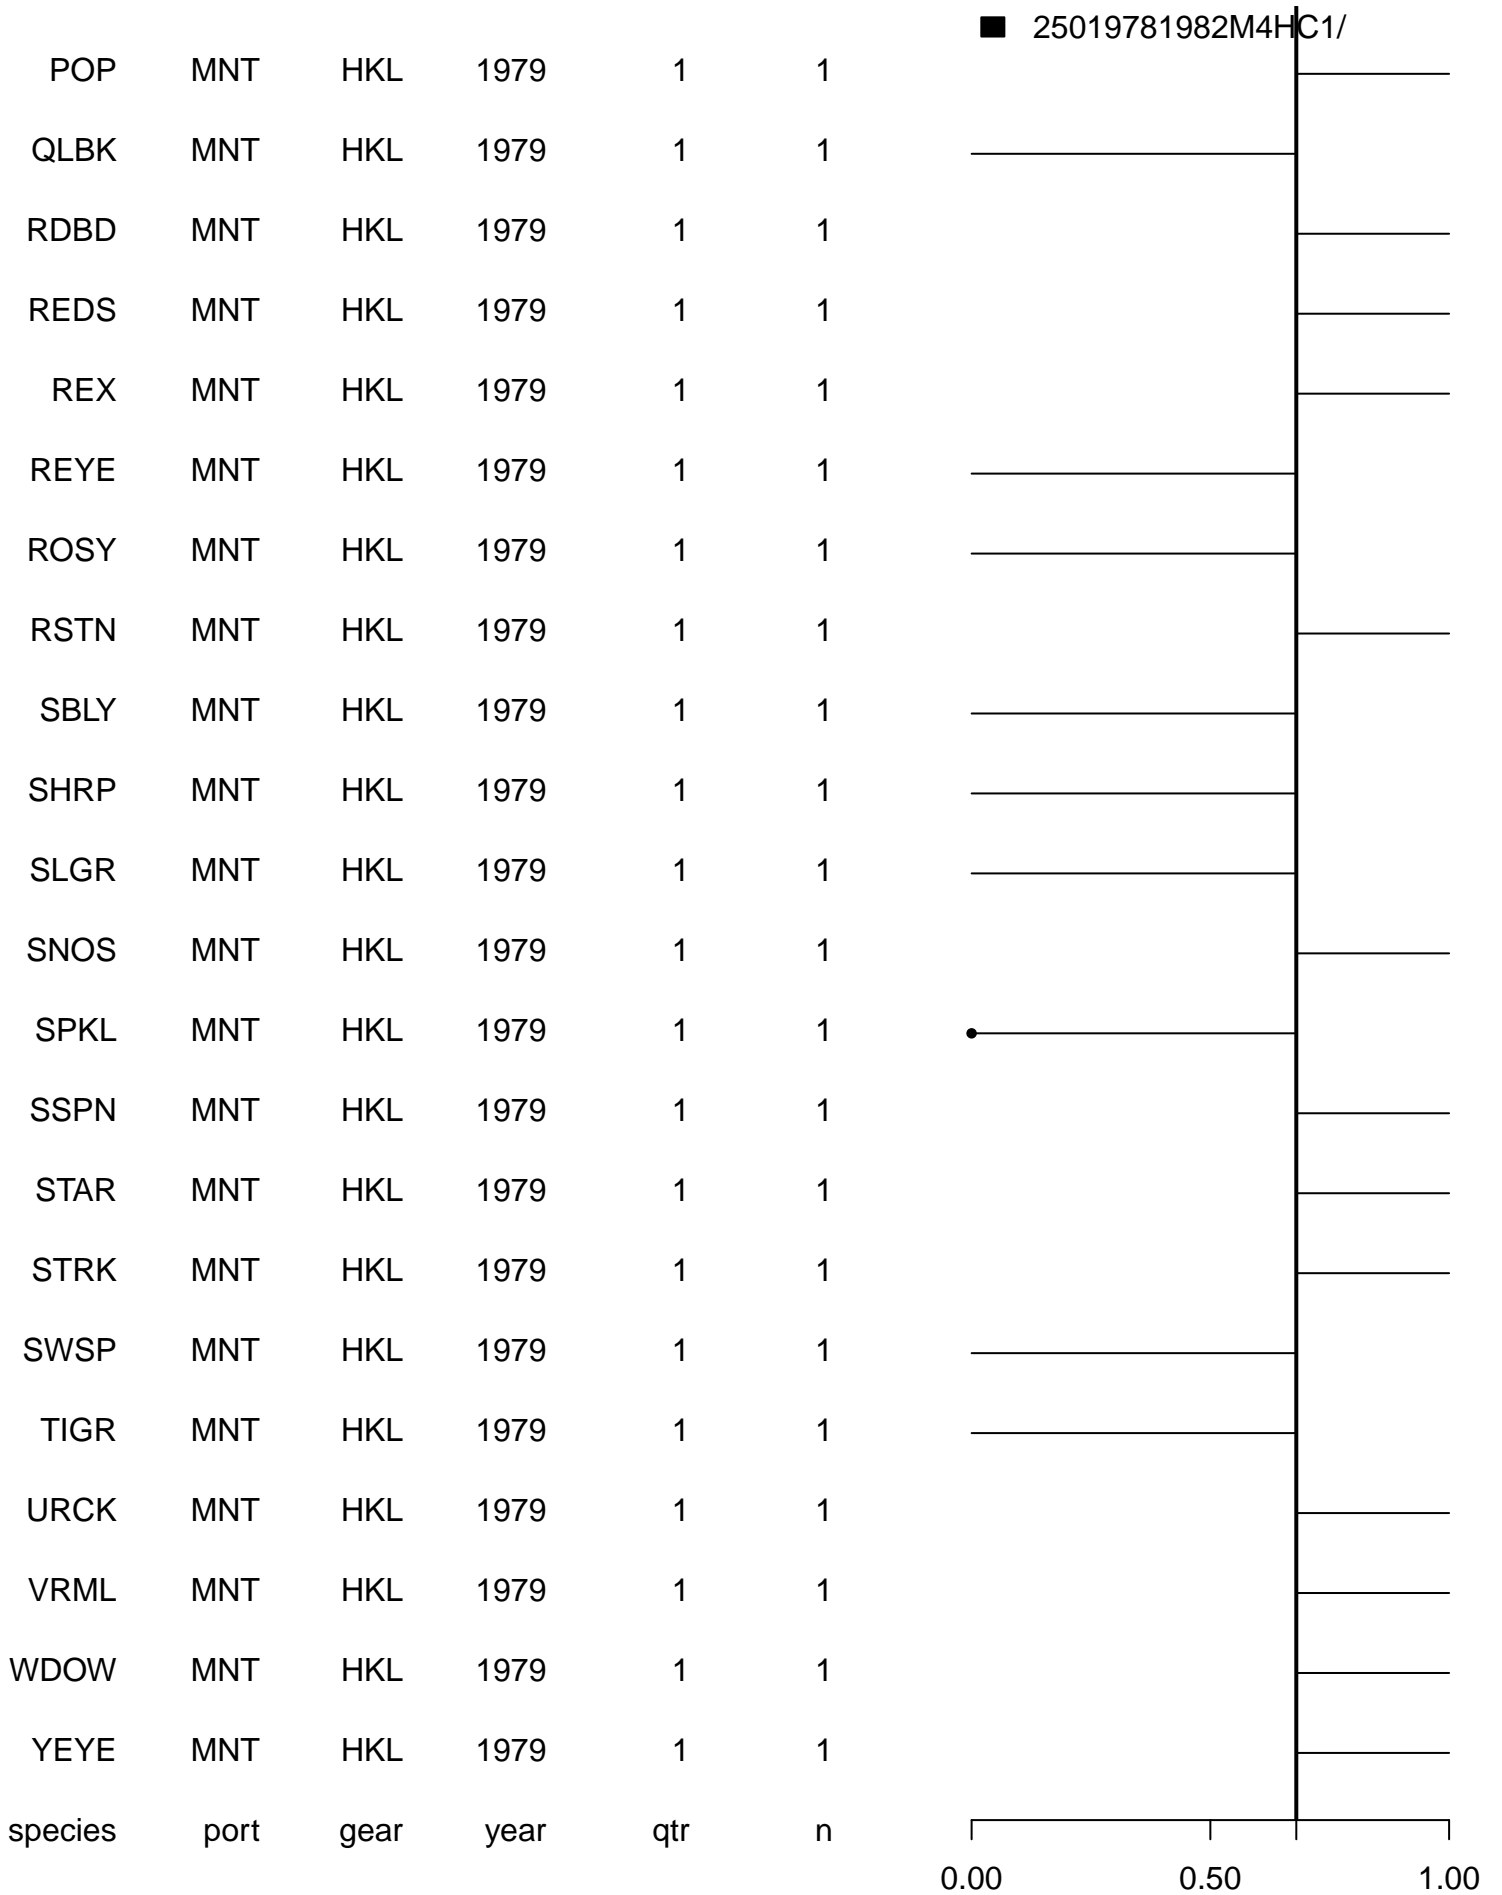 25019781982M4HC1/
POP MNT HKL 1979 1 1
QLBK MNT HKL 1979 1 1
RDBD MNT HKL 1979 1 1
REDS MNT HKL 1979 1 1
REX MNT HKL 1979 1 1
REYE MNT HKL 1979 1 1
ROSY MNT HKL 1979 1 1
RSTN MNT HKL 1979 1 1
SBLY MNT HKL 1979 1 1
SHRP MNT HKL 1979 1 1
SLGR MNT HKL 1979 1 1
SNOS MNT HKL 1979 1 1
SPKL MNT HKL 1979 1 1
SSPN MNT HKL 1979 1 1
STAR MNT HKL 1979 1 1
STRK MNT HKL 1979 1 1
SWSP MNT HKL 1979 1 1
TIGR MNT HKL 1979 1 1
URCK MNT HKL 1979 1 1
VRML MNT HKL 1979 1 1
WDOW MNT HKL 1979 1 1
YEYE MNT HKL 1979 1 1
species port gear year qtr n
0.00 0.50 1.00